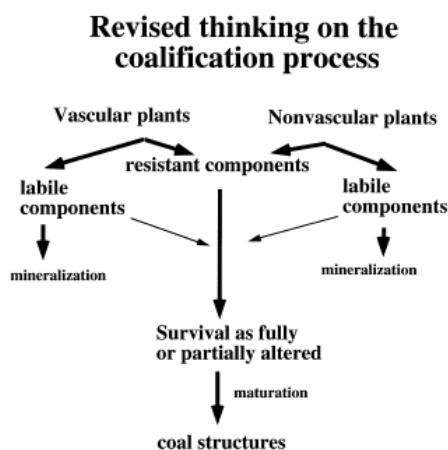 Revised thinking on the
coalification process
Vascular plants
Nonvascular plants
resistant components
labile
components
labile
components
mineralization
mineralization
Survival as fully
or partially altered
maturation
coal structures